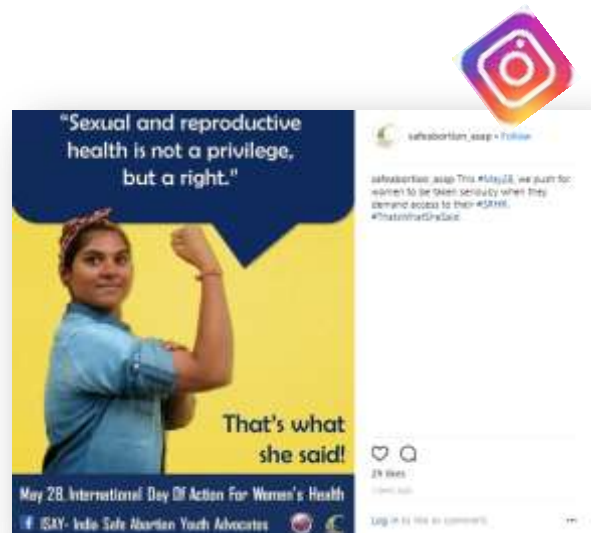 “Sexual and reproductive
health is not a privilege,
but a right.”
That's what
she said!
May 28, International Day Of Action For Women's Health
f ISAY- India Safe Abortion Youth Advocates
safeabortion_asap • Follow
safeabortion_asap This #May28, we push for
women to be taken seriously when they
demand access to their #SRHR.
#ThatsWhatSheSaid
29 likes
Log in to like or comment.